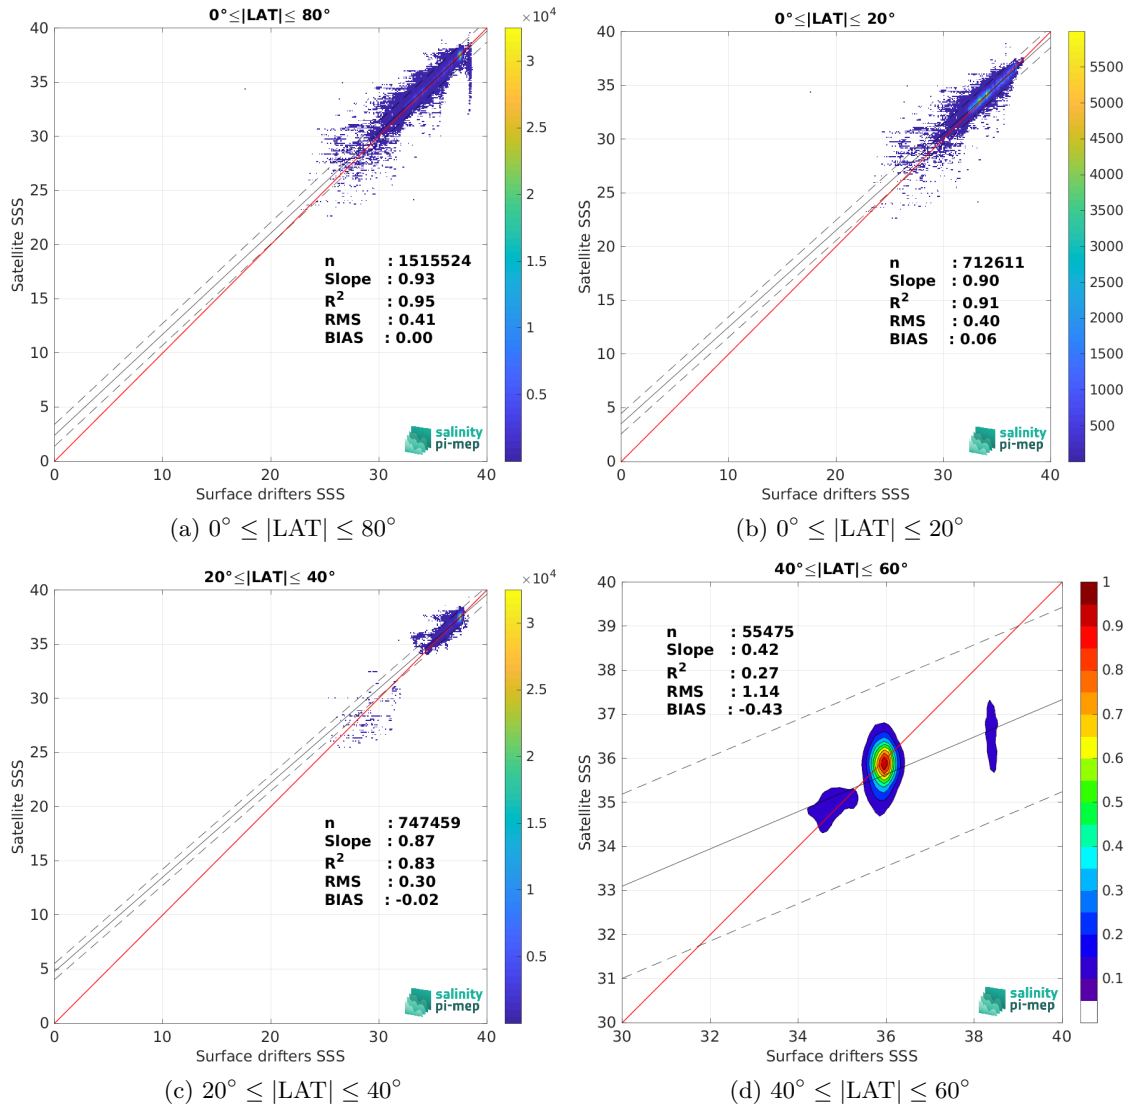 0°≤|LAT|≤ 80°
×10⁴
40
35
30
25
20
15
10
5
0
Satellite SSS
0
10
20
30
40
Surface drifters SSS
3
2.5
2
1.5
1
0.5
n : 1515524
Slope : 0.93
R² : 0.95
RMS : 0.41
BIAS : 0.00
salinity
pi-mep
(a) 0° ≤ |LAT| ≤ 80°
0°≤|LAT|≤ 20°
40
35
30
25
20
15
10
5
0
Satellite SSS
0
10
20
30
40
Surface drifters SSS
5500
5000
4500
4000
3500
3000
2500
2000
1500
1000
500
n : 712611
Slope : 0.90
R² : 0.91
RMS : 0.40
BIAS : 0.06
salinity
pi-mep
(b) 0° ≤ |LAT| ≤ 20°
20°≤|LAT|≤ 40°
×10⁴
40
35
30
25
20
15
10
5
0
Satellite SSS
0
10
20
30
40
Surface drifters SSS
3
2.5
2
1.5
1
0.5
n : 747459
Slope : 0.87
R² : 0.83
RMS : 0.30
BIAS : -0.02
salinity
pi-mep
(c) 20° ≤ |LAT| ≤ 40°
40°≤|LAT|≤ 60°
40
39
38
37
36
35
34
33
32
31
30
Satellite SSS
30
32
34
36
38
40
Surface drifters SSS
1
0.9
0.8
0.7
0.6
0.5
0.4
0.3
0.2
0.1
n : 55475
Slope : 0.42
R² : 0.27
RMS : 1.14
BIAS : -0.43
salinity
pi-mep
(d) 40° ≤ |LAT| ≤ 60°